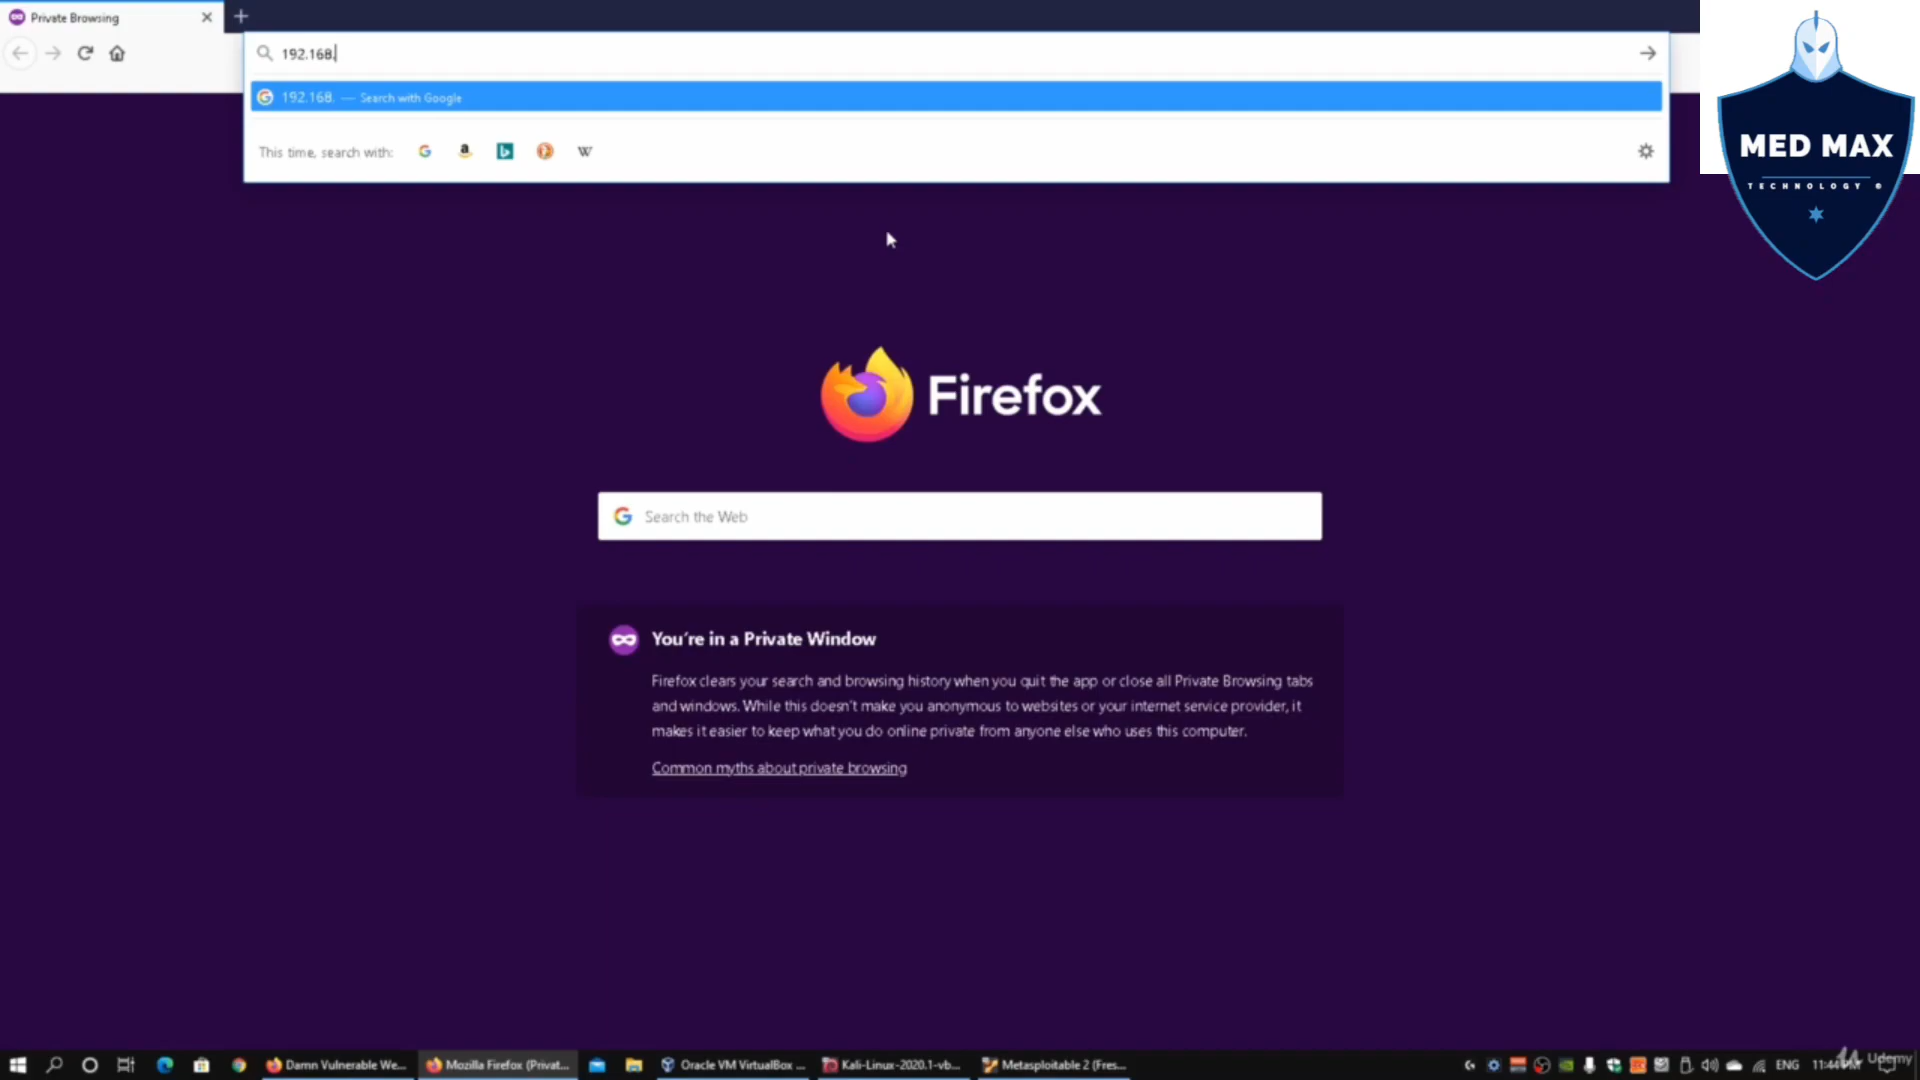 Private Browsing
192.168.
192.168. — Search with Google
This time, search with:
MED MAX
TECHNOLOGY ®
Firefox
Search the Web
You're in a Private Window
Firefox clears your search and browsing history when you quit the app or close all Private Browsing tabs
and windows. While this doesn't make you anonymous to websites or your internet service provider, it
makes it easier to keep what you do online private from anyone else who uses this computer.
Common myths about private browsing
Damn Vulnerable We...
Mozilla Firefox (Privat...
Oracle VM VirtualBox ...
Kali-Linux-2020.1-vb...
Metasploitable 2 (Fres...
ENG
11:44 PM
Udemy